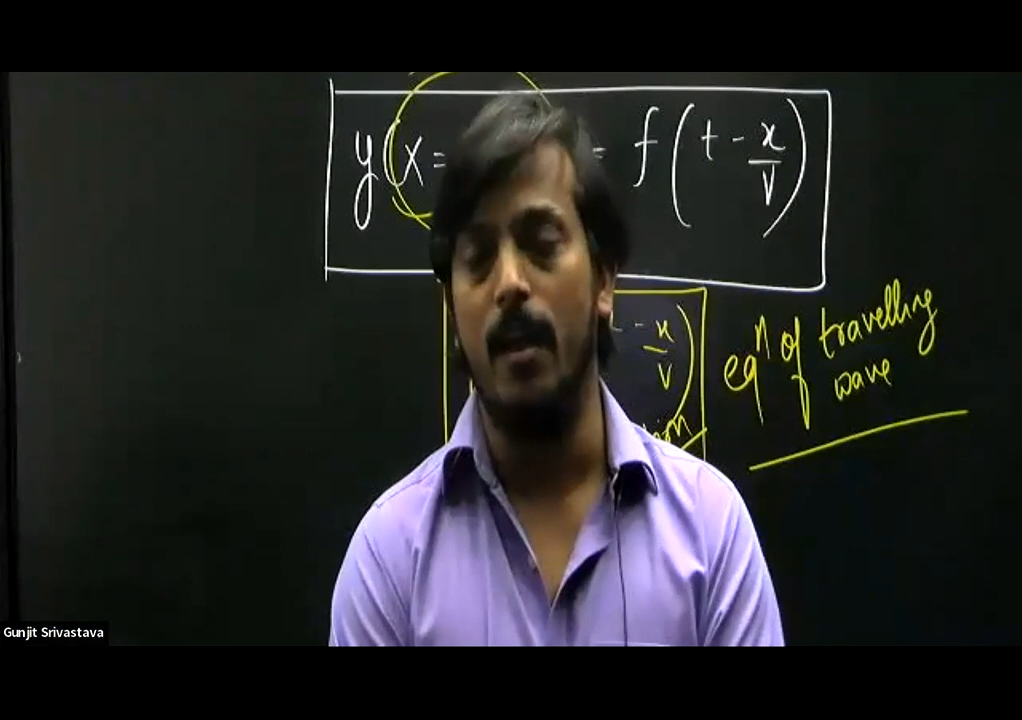 y(x = = f(t - x/v)
- x/v)
eqⁿ of travelling
wave
Gunjit Srivastava